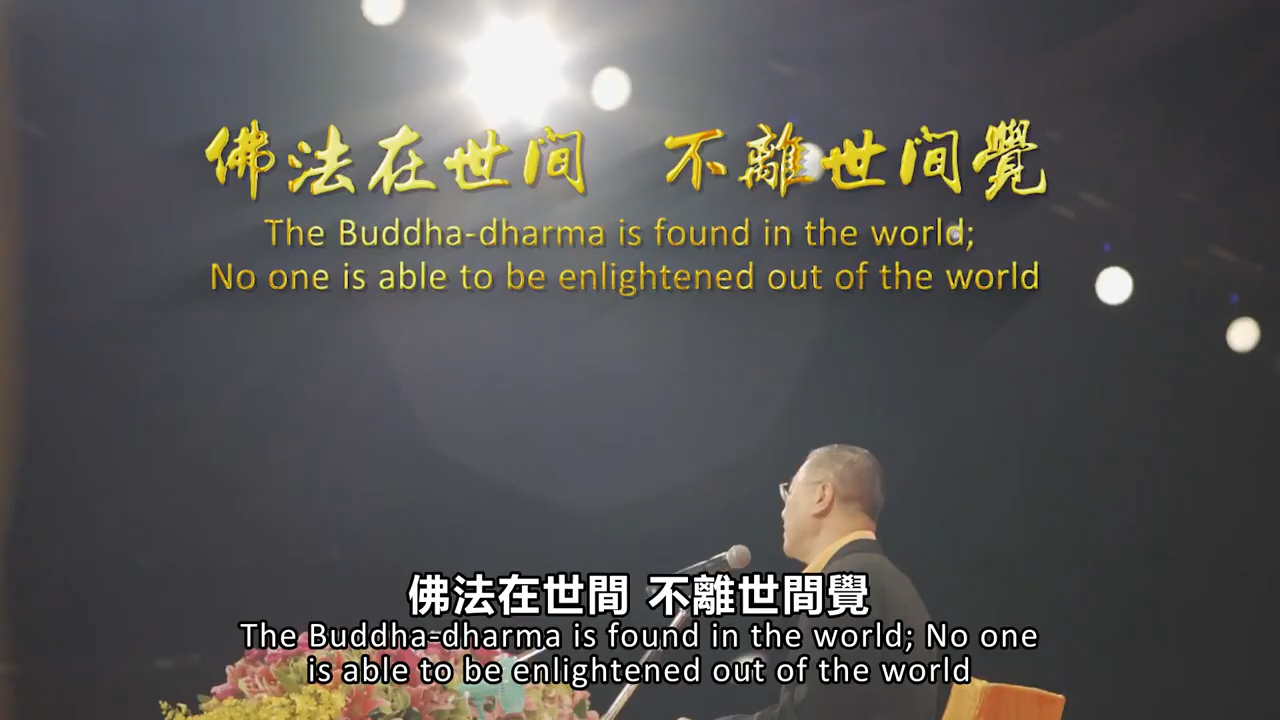 佛法在世間 不離世間覺
The Buddha-dharma is found in the world;
No one is able to be enlightened out of the world
佛法在世間 不離世間覺
The Buddha-dharma is found in the world; No one
is able to be enlightened out of the world